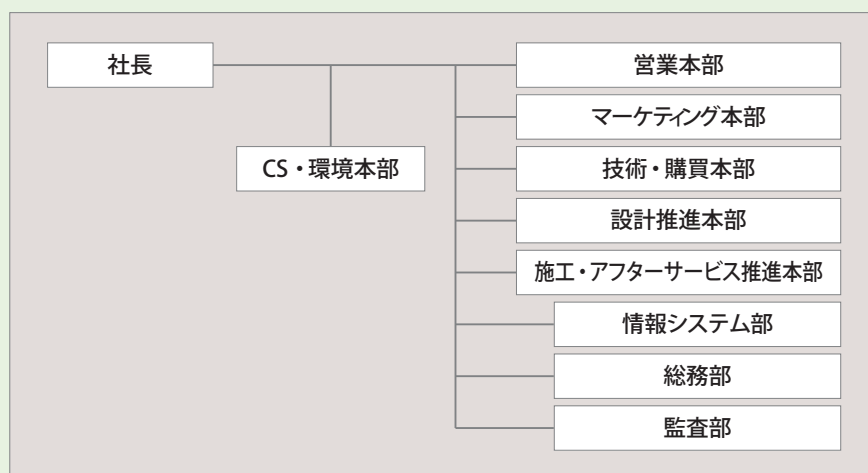 社長
営業本部
マーケティング本部
CS・環境本部
技術・購買本部
設計推進本部
施工・アフターサービス推進本部
情報システム部
総務部
監査部